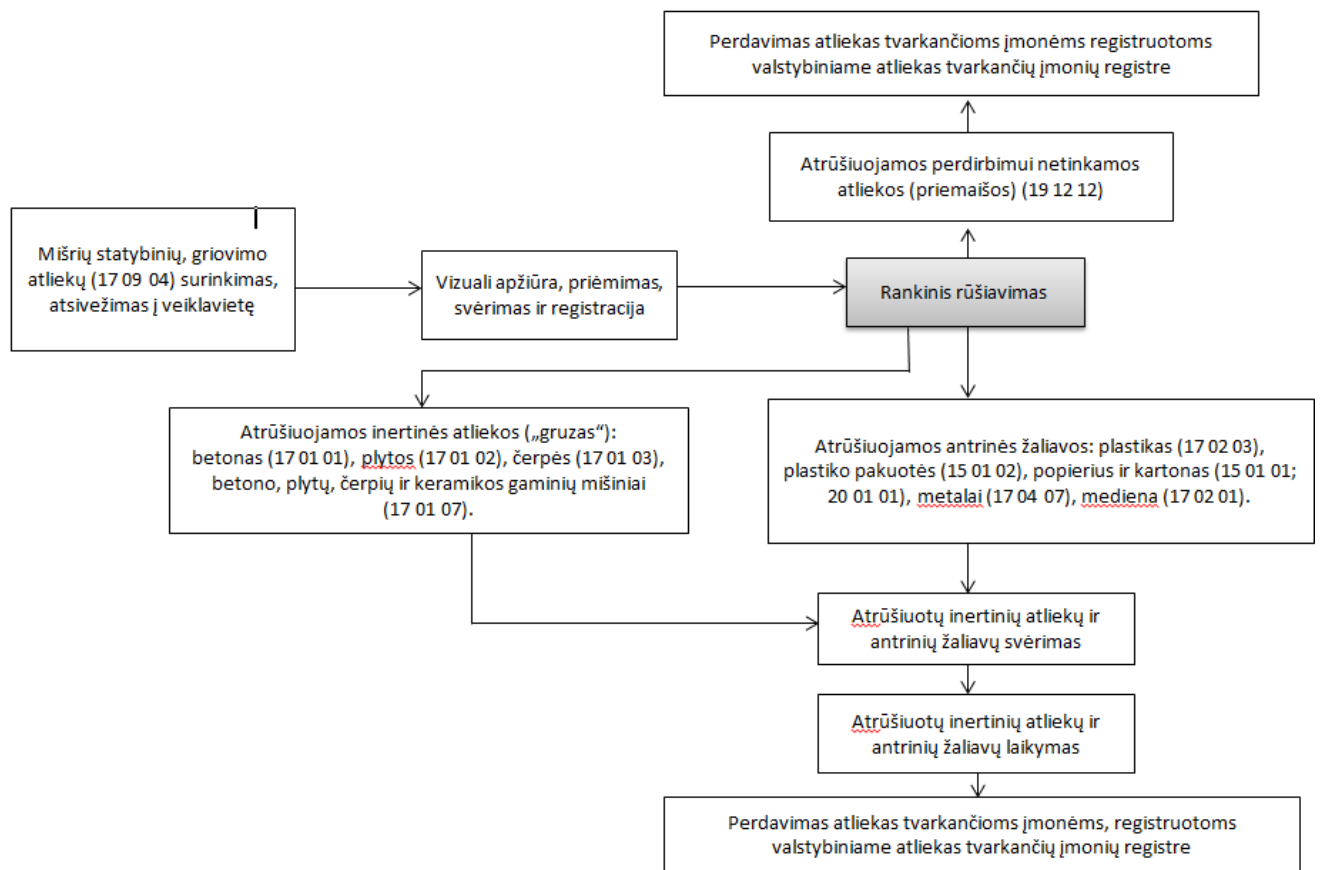 Perdavimas atliekas tvarkančioms įmonėms registruotoms
valstybiniame atliekas tvarkančių įmonių registre
Atrūšiuojamos perdirbimui netinkamos
atliekos (priemaišos) (19 12 12)
Mišrių statybinių, griovimo
atliekų (17 09 04) surinkimas,
atsivežimas į veiklavietę
Vizuali apžiūra, priėmimas,
svėrimas ir registracija
Rankinis rūšiavimas
Atrūšiuojamos inertinės atliekos („gruzas“):
betonas (17 01 01), plytos (17 01 02), čerpės (17 01 03),
betono, plytų, čerpių ir keramikos gaminių mišiniai
(17 01 07).
Atrūšiuojamos antrinės žaliavos: plastikas (17 02 03),
plastiko pakuotės (15 01 02), popierius ir kartonas (15 01 01;
20 01 01), metalai (17 04 07), mediena (17 02 01).
Atrūšiuotų inertinių atliekų ir
antrinių žaliavų svėrimas
Atrūšiuotų inertinių atliekų ir
antrinių žaliavų laikymas
Perdavimas atliekas tvarkančioms įmonėms, registruotoms
valstybiniame atliekas tvarkančių įmonių registre